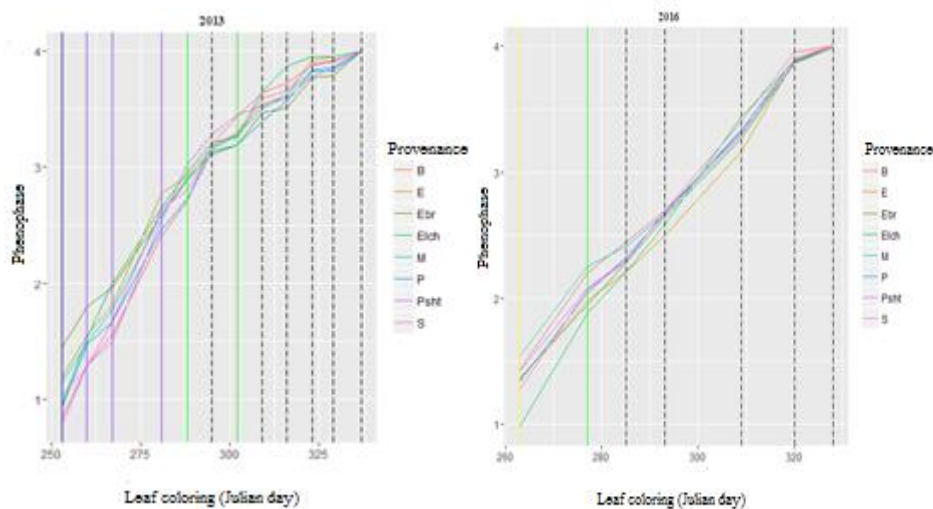 2013
4
3
2
1
Phenophase
250
275
300
325
Leaf coloring (Julian day)
Provenance
B
E
Ebr
Elch
M
P
Psht
S
2016
4
3
2
1
Phenophase
260
280
300
320
Leaf coloring (Julian day)
Provenance
B
E
Ebr
Elch
M
P
Psht
S